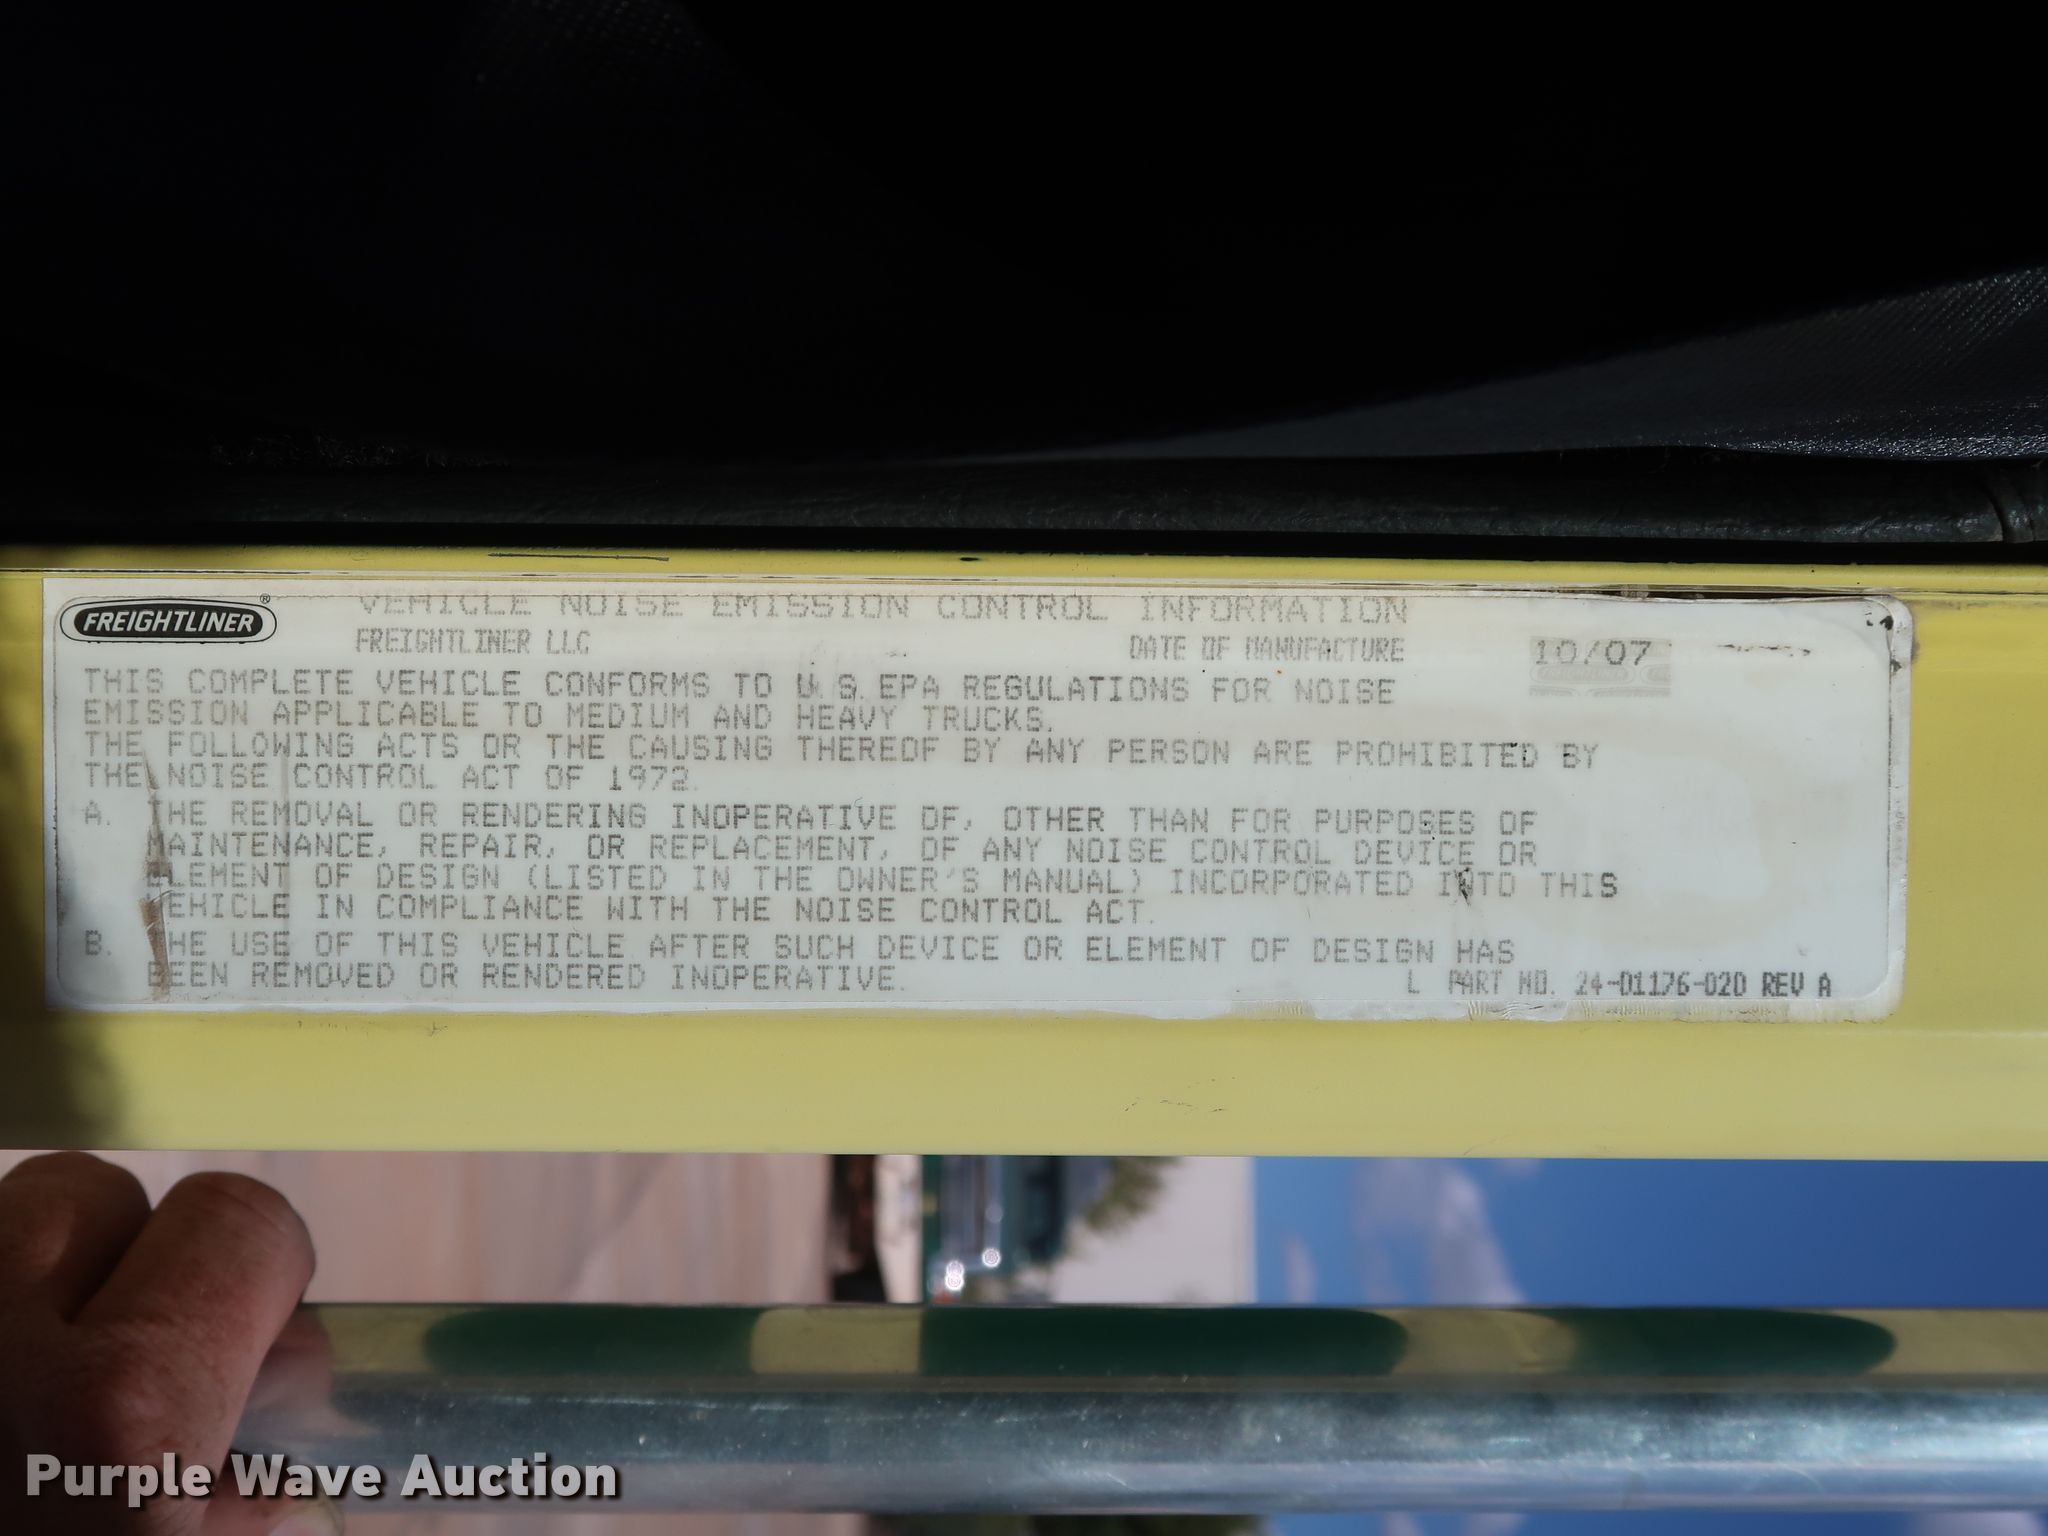 FREIGHTLINER®
VEHICLE NOISE EMISSION CONTROL INFORMATION
FREIGHTLINER LLC DATE OF MANUFACTURE 10/07
THIS COMPLETE VEHICLE CONFORMS TO U.S.EPA REGULATIONS FOR NOISE
EMISSION APPLICABLE TO MEDIUM AND HEAVY TRUCKS.
THE FOLLOWING ACTS OR THE CAUSING THEREOF BY ANY PERSON ARE PROHIBITED BY
THE NOISE CONTROL ACT OF 1972.
A. THE REMOVAL OR RENDERING INOPERATIVE OF, OTHER THAN FOR PURPOSES OF
MAINTENANCE, REPAIR, OR REPLACEMENT, OF ANY NOISE CONTROL DEVICE OR
ELEMENT OF DESIGN (LISTED IN THE OWNER'S MANUAL) INCORPORATED INTO THIS
VEHICLE IN COMPLIANCE WITH THE NOISE CONTROL ACT.
B. THE USE OF THIS VEHICLE AFTER SUCH DEVICE OR ELEMENT OF DESIGN HAS
BEEN REMOVED OR RENDERED INOPERATIVE.
L PART NO. 24-01176-020 REV A
Purple Wave Auction